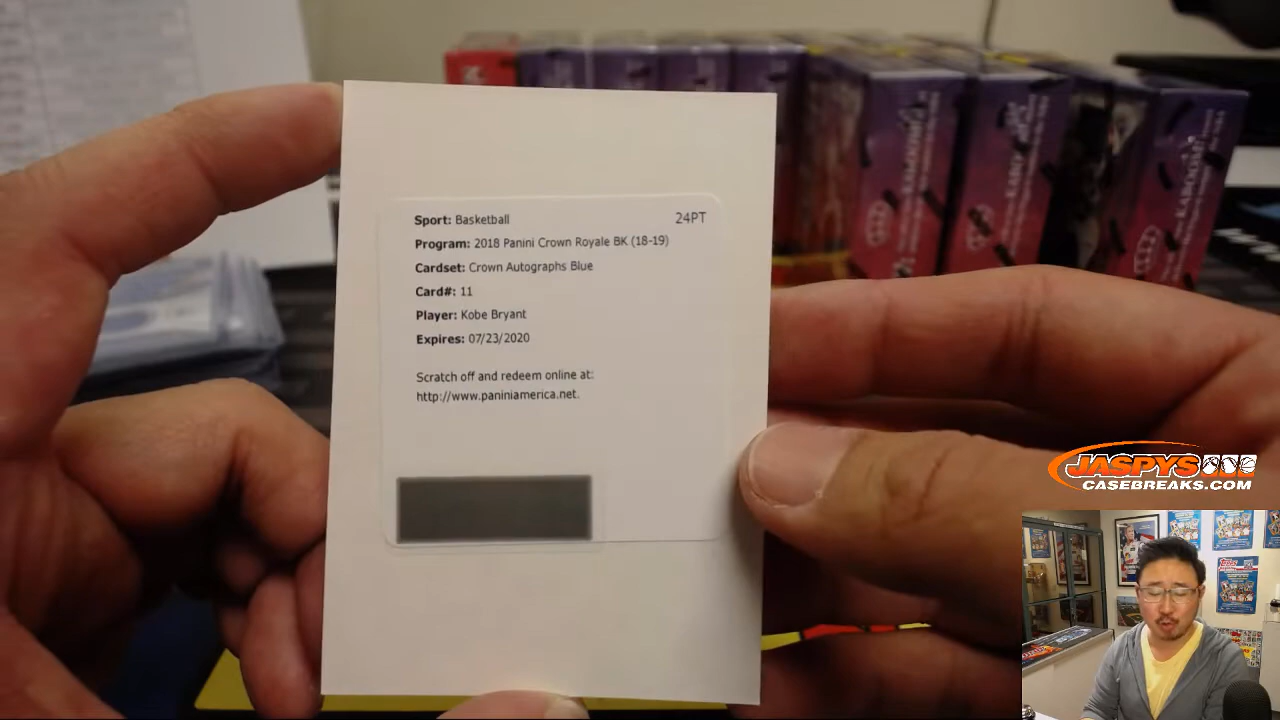 Sport: Basketball 24PT
Program: 2018 Panini Crown Royale BK (18-19)
Cardset: Crown Autographs Blue
Card#: 11
Player: Kobe Bryant
Expires: 07/23/2020
Scratch off and redeem online at:
http://www.paniniamerica.net.
JASPYS
CASEBREAKS.COM